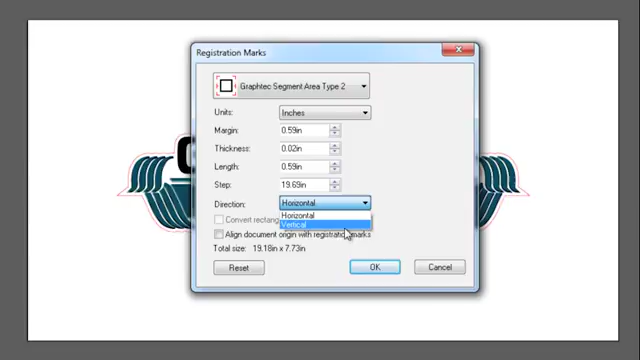 Registration Marks
Graphtec Segment Area Type 2
Units: Inches
Margin: 0.59in
Thickness: 0.02in
Length: 0.59in
Step: 19.69in
Direction: Horizontal
Horizontal
Vertical
Convert rectang
Align document origin with registration marks
Total size: 19.18in x 7.73in
Reset OK Cancel